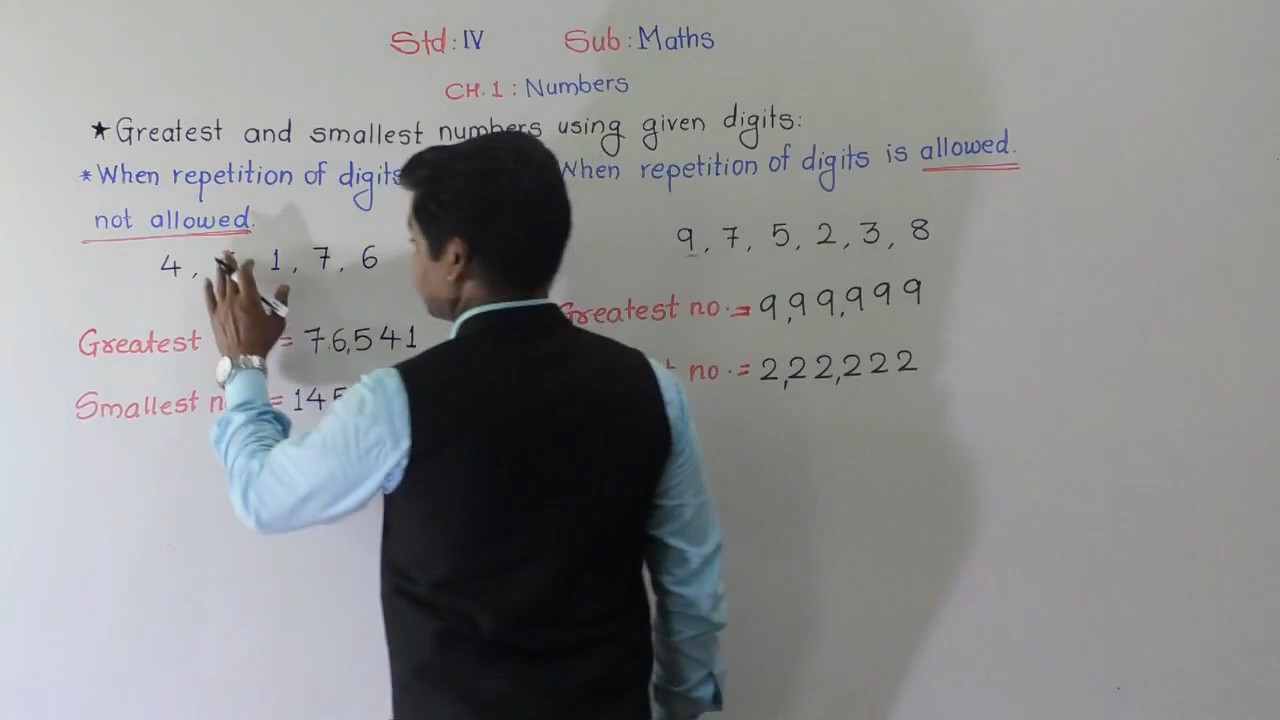 Std : IV Sub : Maths
CH. 1 : Numbers
★ Greatest and smallest numbers using given digits:
* When repetition of digits
not allowed.
4, 1, 7, 6
Greatest = 76,541
Smallest = 145
When repetition of digits is allowed.
9, 7, 5, 2, 3, 8
Greatest no. = 9,99,999
no. = 2,22,222